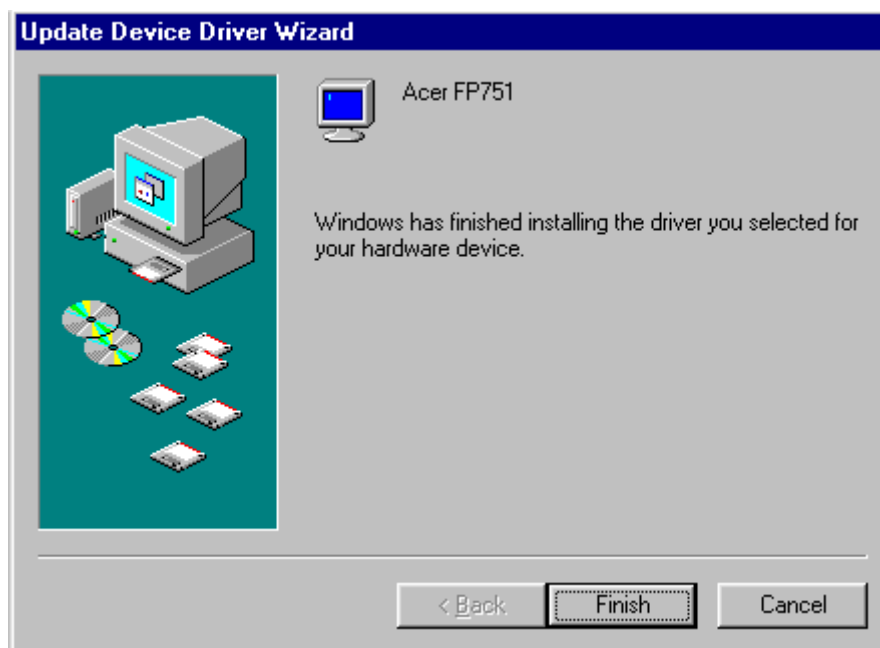 Update Device Driver Wizard
Acer FP751
Windows has finished installing the driver you selected for
your hardware device.
< Back
Finish
Cancel